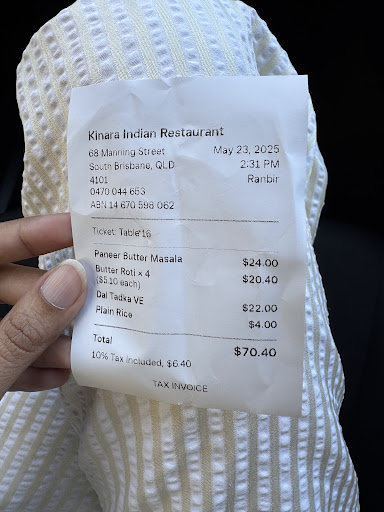 Kinara Indian Restaurant
68 Manning Street May 23, 2025
South Brisbane, QLD 2:31 PM
4101 Ranbir
0470 044 653
ABN 14 670 598 062
Ticket: Table 16
Paneer Butter Masala $24.00
Butter Roti x 4 $20.40
($5.10 each)
Dal Tadka VE $22.00
Plain Rice $4.00
Total $70.40
10% Tax included, $6.40
TAX INVOICE